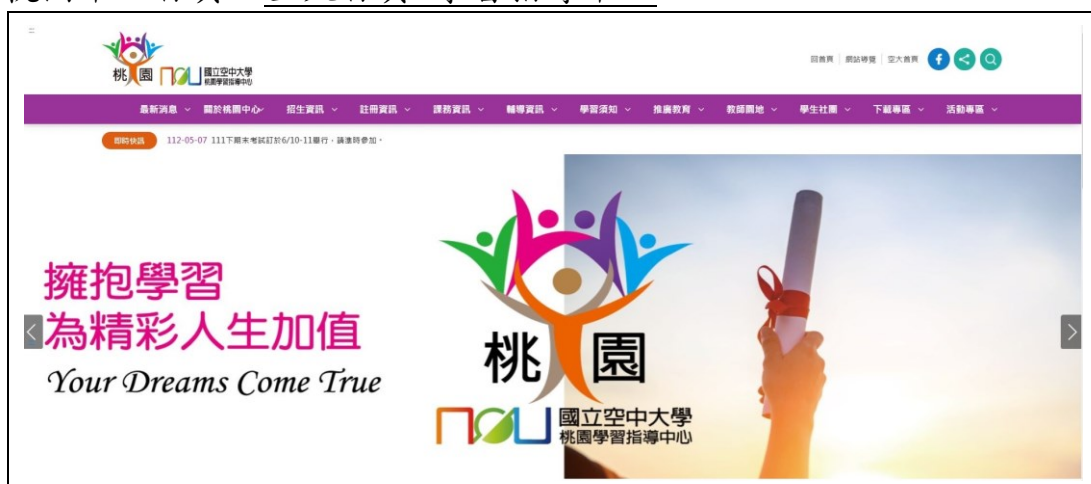 桃園
nou 國立空中大學
桃園學習指導中心
回首頁 | 網站導覽 | 空大首頁
最新消息 關於桃園中心 招生資訊 註冊資訊 課務資訊 輔導資訊 學習須知 推廣教育 教師園地 學生社團 下載專區 活動專區
即時快訊 112-05-07 111下期末考試訂於6/10-11舉行，請準時參加。
擁抱學習
為精彩人生加值
Your Dreams Come True
桃園
nou 國立空中大學
桃園學習指導中心